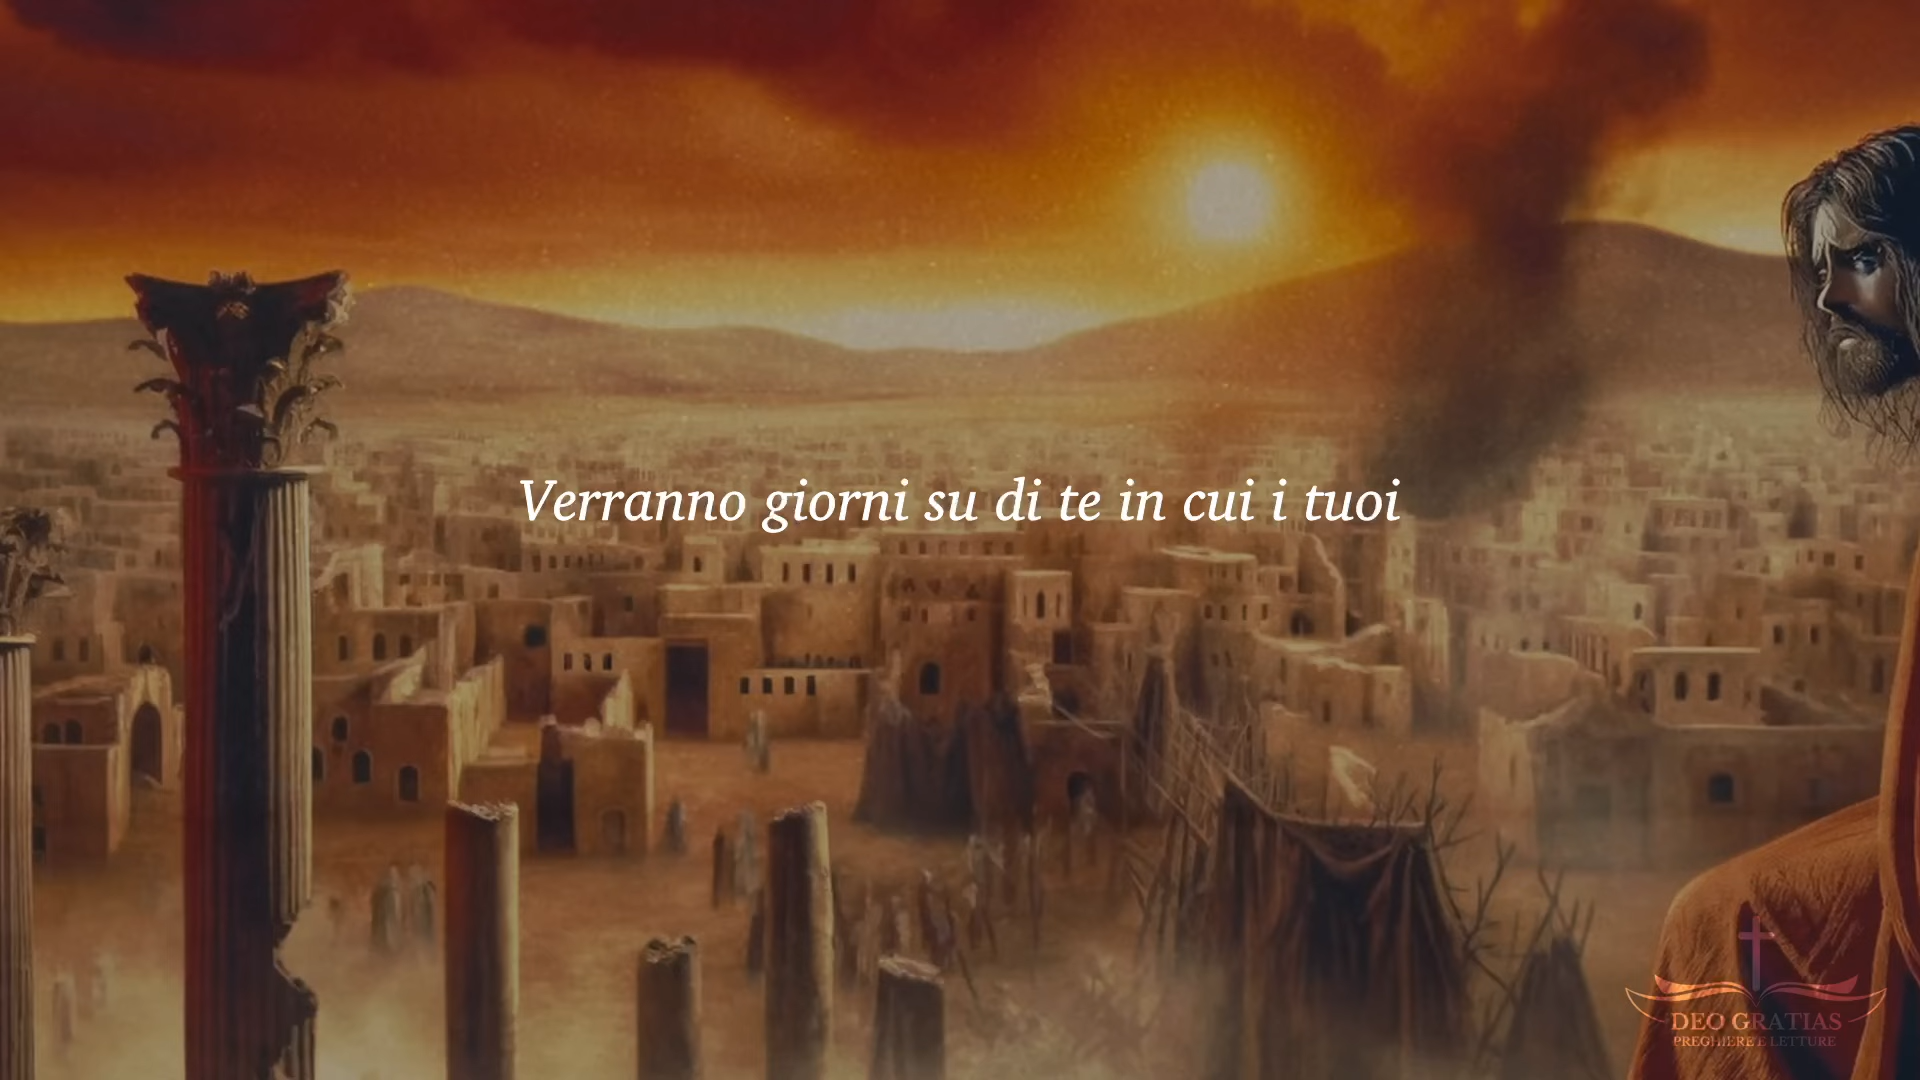 Verranno giorni su di te in cui i tuoi
DEO GRATIAS
PREGHIERE E LETTURE